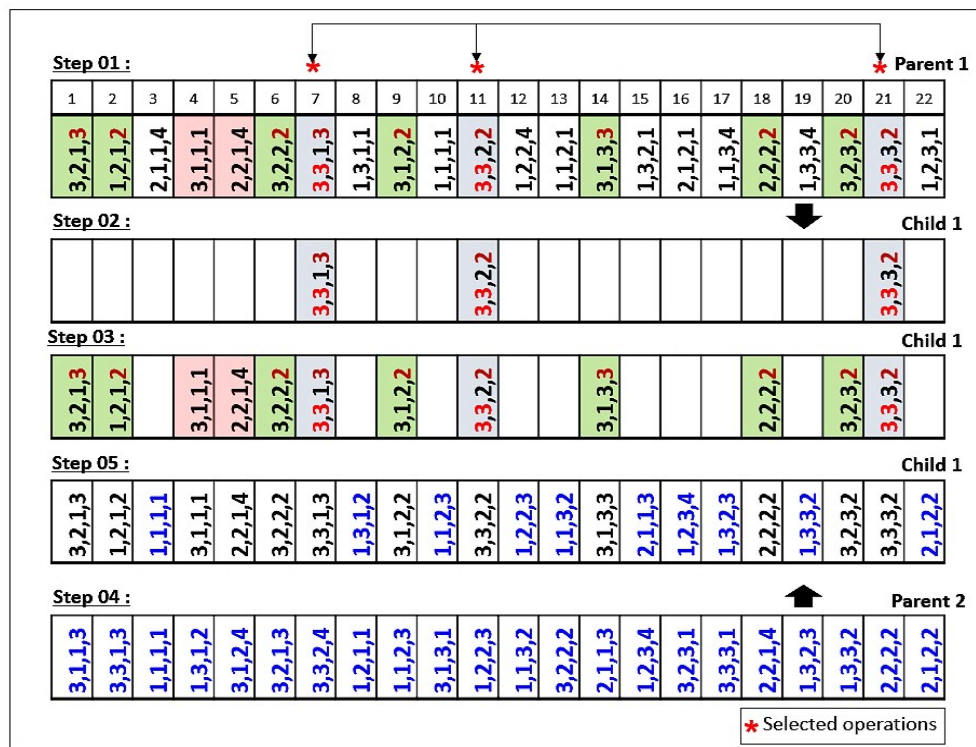 Step 01 :
* * * Parent 1
1 2 3 4 5 6 7 8 9 10 11 12 13 14 15 16 17 18 19 20 21 22
3,2,1,3 1,2,1,2 2,1,1,4 3,1,1,1 2,2,1,4 3,2,2,2 3,3,1,3 1,3,1,1 3,1,2,2 1,1,1,1 3,3,2,2 1,2,2,4 1,1,2,1 3,1,3,3 1,3,2,1 2,1,2,1 1,1,3,4 2,2,2,2 1,3,3,4 3,2,3,2 3,3,3,2 1,2,3,1
Step 02 : Child 1
3,3,1,3 3,3,2,2 3,3,3,2
Step 03 : Child 1
3,2,1,3 1,2,1,2 3,1,1,1 2,2,1,4 3,2,2,2 3,3,1,3 3,1,2,2 3,3,2,2 3,1,3,3 2,2,2,2 3,2,3,2 3,3,3,2
Step 05 : Child 1
3,2,1,3 1,2,1,2 1,1,1,1 3,1,1,1 2,2,1,4 3,2,2,2 3,3,1,3 1,3,1,2 3,1,2,2 1,1,2,3 3,3,2,2 1,2,2,3 1,1,3,2 3,1,3,3 2,1,1,3 1,2,3,4 1,3,2,3 2,2,2,2 1,3,3,2 3,2,3,2 3,3,3,2 2,1,2,2
Step 04 : Parent 2
3,1,1,3 3,3,1,3 1,1,1,1 1,3,1,2 3,1,2,4 3,2,1,3 3,3,2,4 1,2,1,1 1,1,2,3 3,1,3,1 1,2,2,3 1,1,3,2 3,2,2,2 2,1,1,3 1,2,3,4 3,2,3,1 3,3,3,1 2,2,1,4 1,3,2,3 1,3,3,2 2,2,2,2 2,1,2,2
* Selected operations